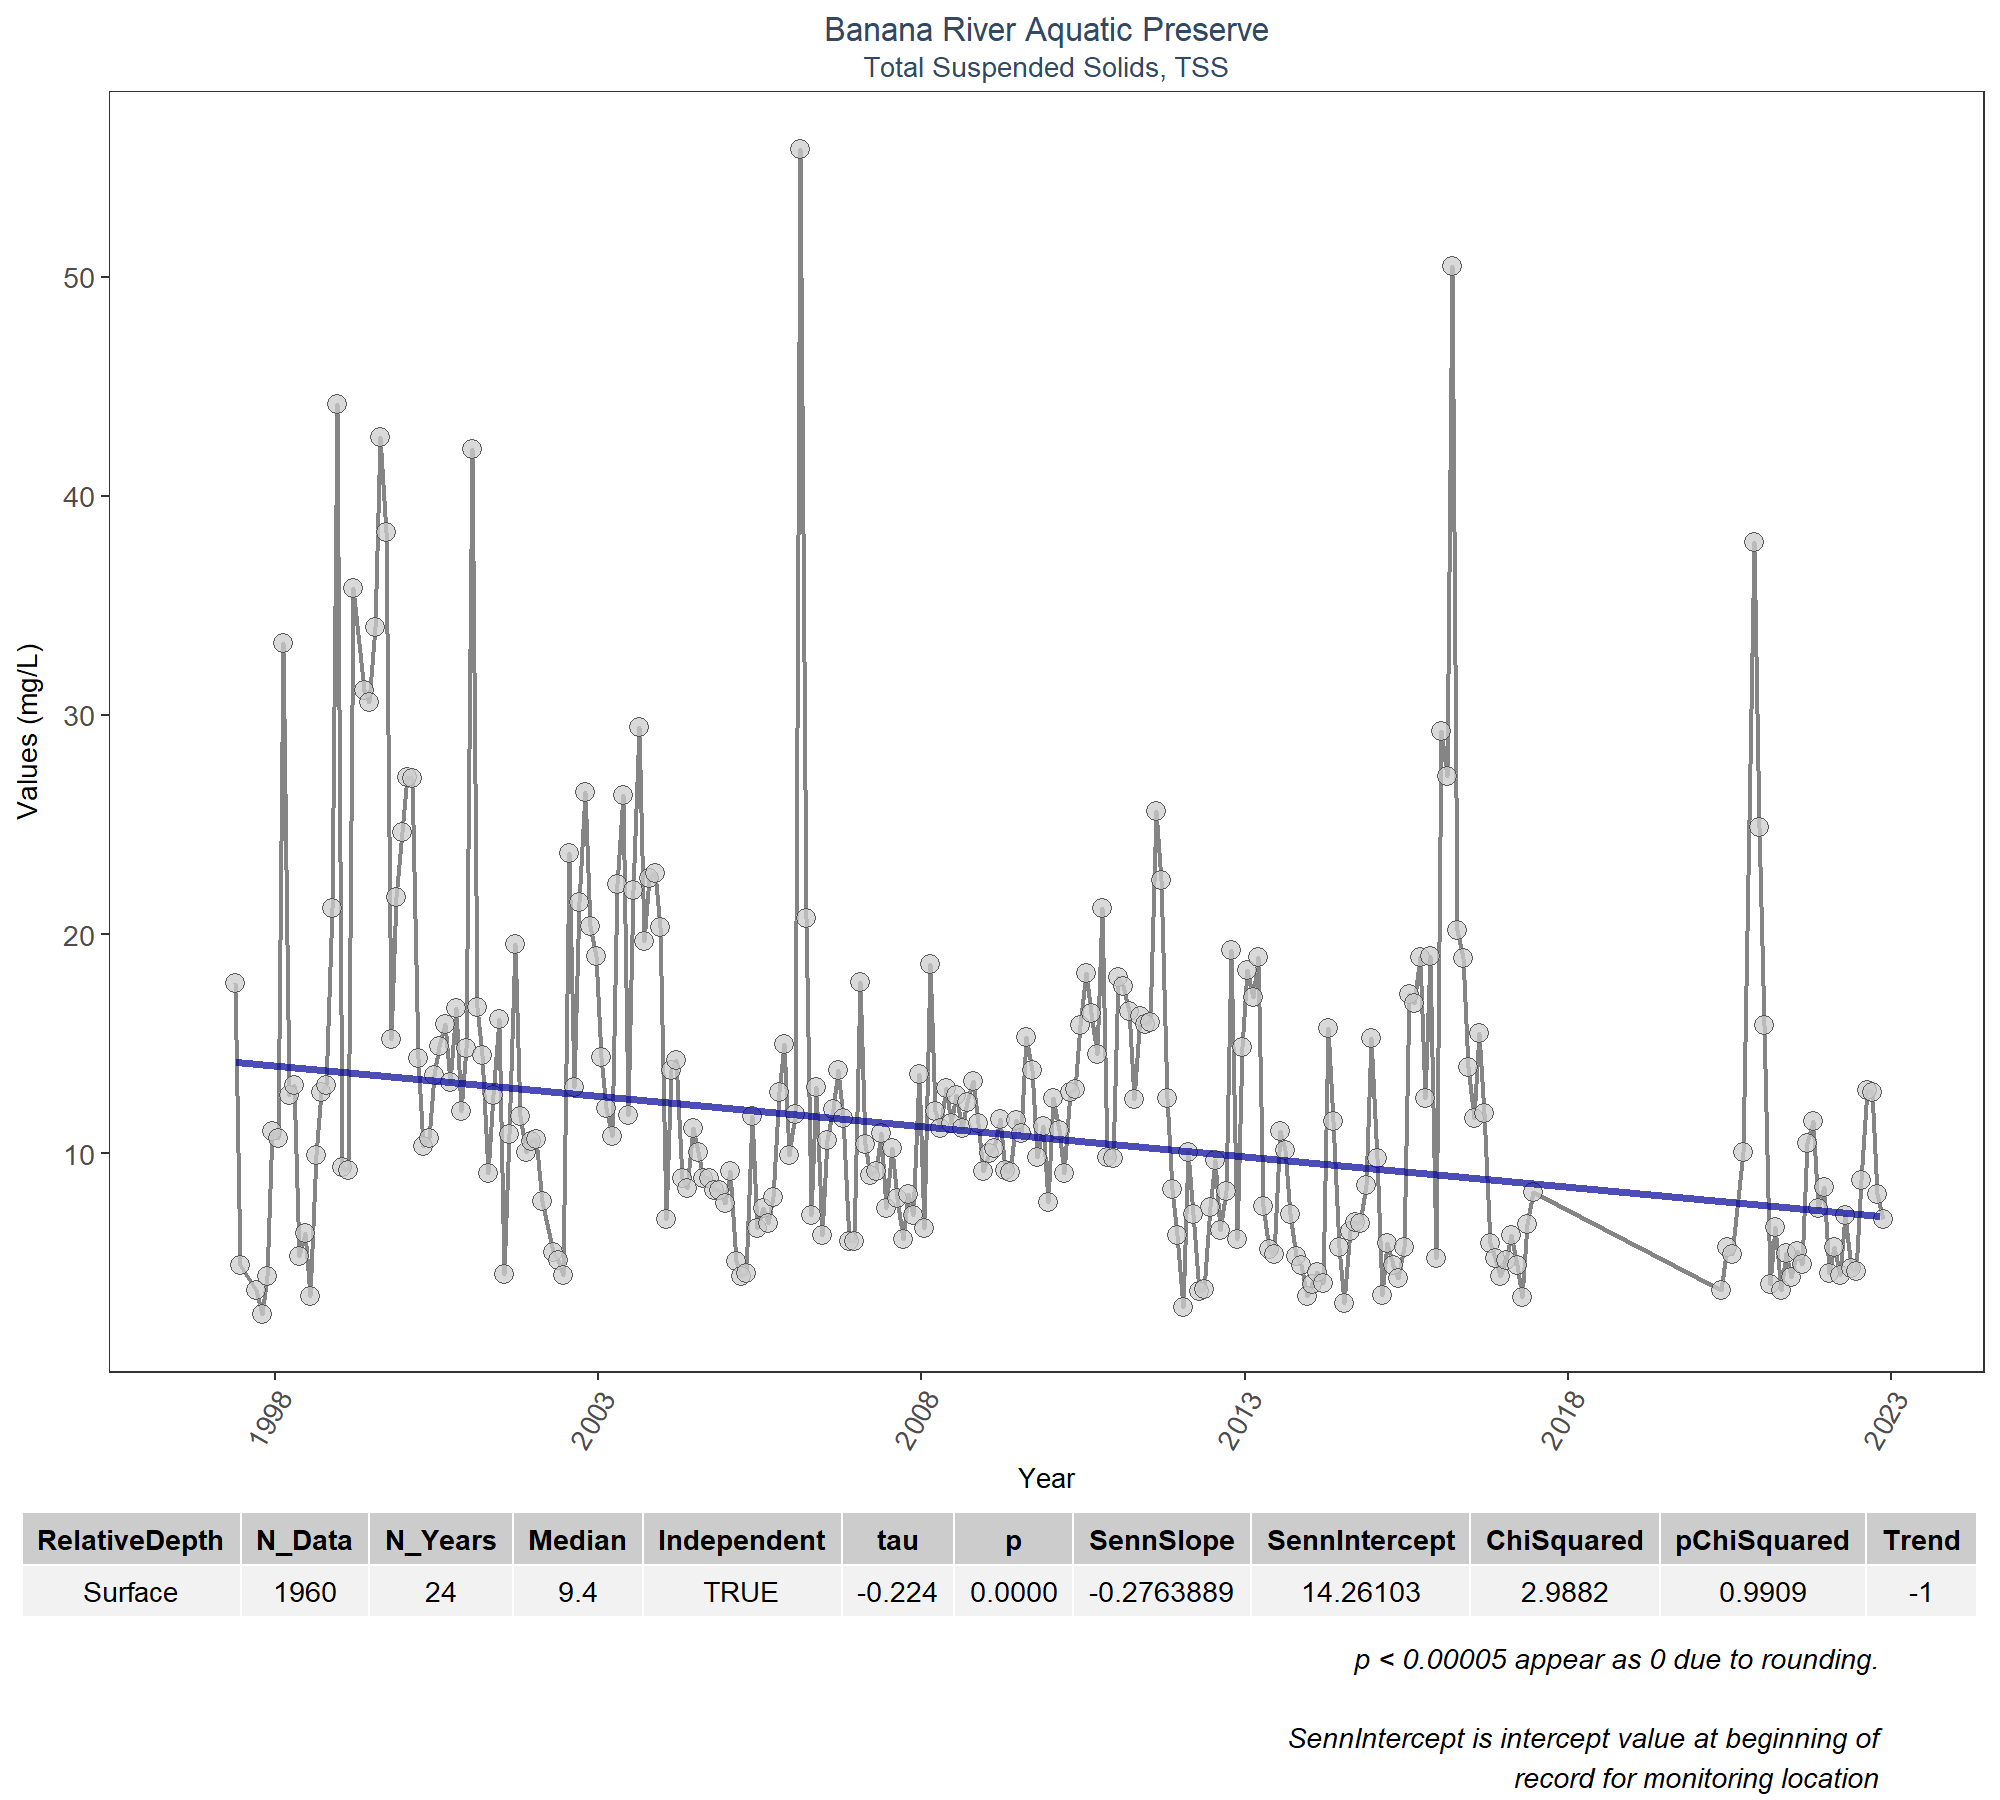 Banana River Aquatic Preserve
Total Suspended Solids, TSS
Values (mg/L)
50
40
30
20
10
1998 2003 2008 2013 2018 2023
Year
RelativeDepth N_Data N_Years Median Independent tau p SennSlope SennIntercept ChiSquared pChiSquared Trend
Surface 1960 24 9.4 TRUE -0.224 0.0000 -0.2763889 14.26103 2.9882 0.9909 -1
p < 0.00005 appear as 0 due to rounding.
SennIntercept is intercept value at beginning of
record for monitoring location